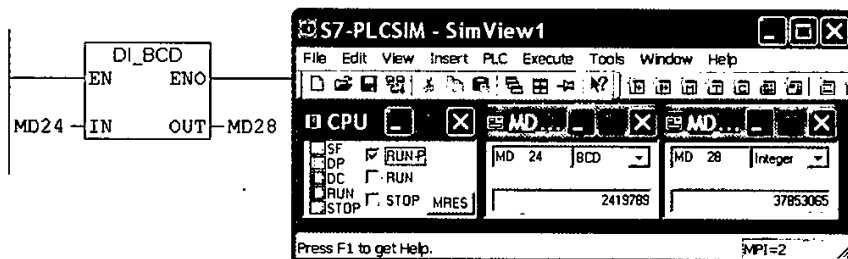 DI_BCD
EN ENO
MD24 IN OUT MD28
S7-PLCSIM - SimView1
File Edit View Insert PLC Execute Tools Window Help
CPU
SF
DP
DC
RUN
STOP
RUN-P
RUN
STOP
MRES
MD...
MD 24 BCD
2419789
MD...
MD 28 Integer
37853065
Press F1 to get Help.
MPI=2